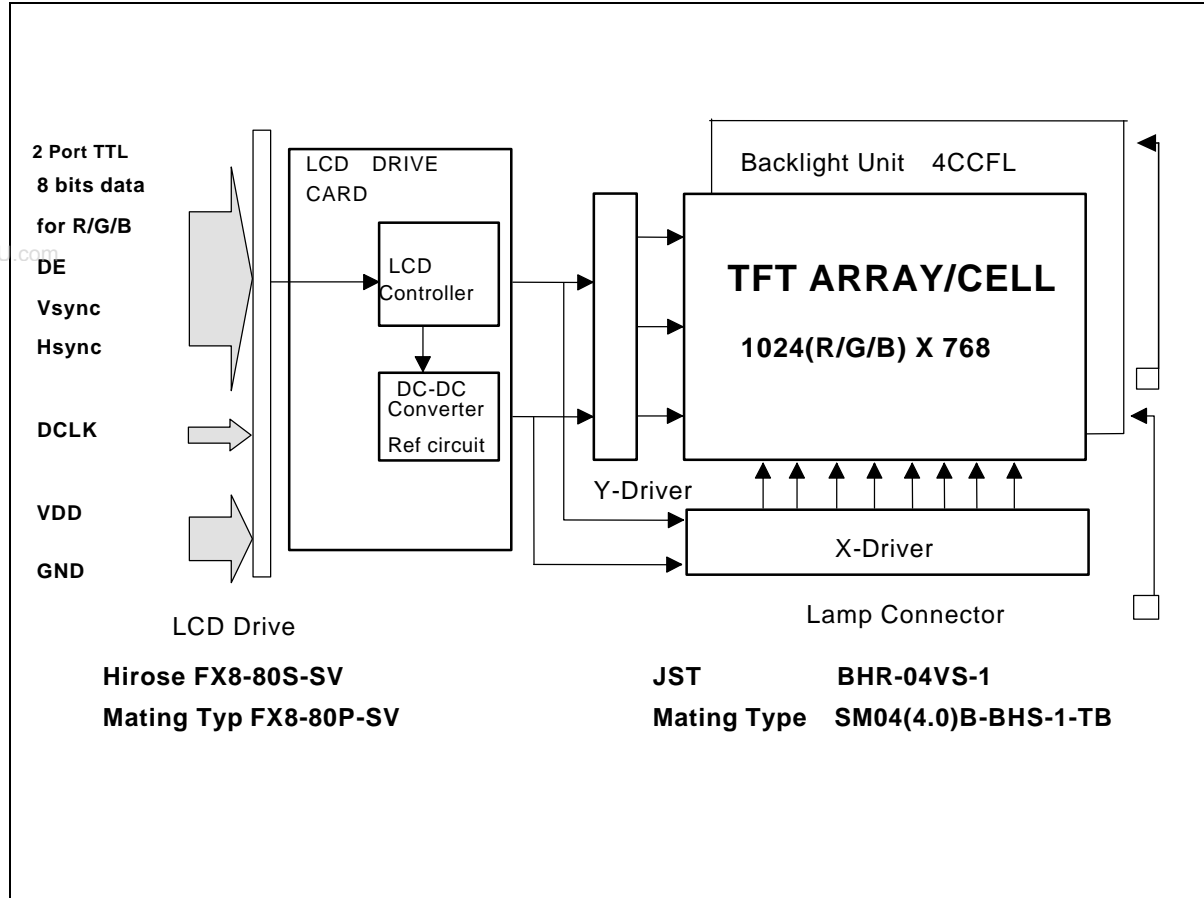 2 Port TTL
8 bits data
for R/G/B
DE
Vsync
Hsync
DCLK
VDD
GND
U.com
LCD DRIVE
CARD
LCD
Controller
DC-DC
Converter
Ref circuit
Y-Driver
Backlight Unit 4CCFL
TFT ARRAY/CELL
1024(R/G/B) X 768
X-Driver
LCD Drive
Lamp Connector
Hirose FX8-80S-SV
Mating Typ FX8-80P-SV
JST BHR-04VS-1
Mating Type SM04(4.0)B-BHS-1-TB